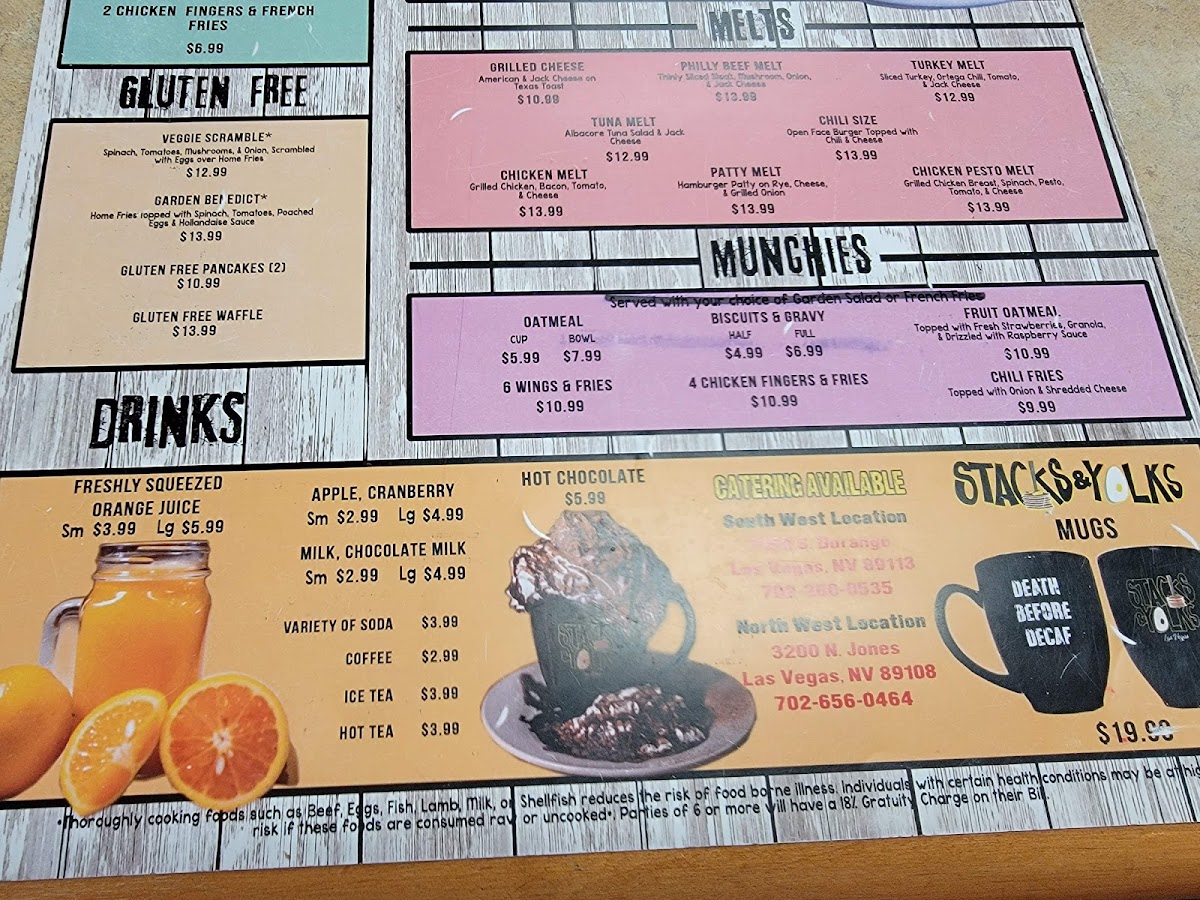 2 CHICKEN FINGERS & FRENCH
FRIES
$6.99
GLUTEN FREE
VEGGIE SCRAMBLE*
Spinach, Tomatoes, Mushrooms, & Onion, Scrambled
with Eggs over Home Fries
$12.99
GARDEN BENEDICT*
Home Fries Topped with Spinach, Tomatoes, Poached
Eggs & Hollandaise Sauce
$13.99
GLUTEN FREE PANCAKES (2)
$10.99
GLUTEN FREE WAFFLE
$13.99
MELTS
GRILLED CHEESE
American & Jack Cheese on
Texas Toast
$10.99
PHILLY BEEF MELT
Thinly Sliced Steak, Mushroom, Onion,
& Jack Cheese
$13.99
TURKEY MELT
Sliced Turkey, Ortega Chili, Tomato,
& Jack Cheese
$12.99
TUNA MELT
Albacore Tuna Salad & Jack
Cheese
$12.99
CHILI SIZE
Open Face Burger Topped with
Chili & Cheese
$13.99
CHICKEN MELT
Grilled Chicken, Bacon, Tomato,
& Cheese
$13.99
PATTY MELT
Hamburger Patty on Rye, Cheese,
& Grilled Onion
$13.99
CHICKEN PESTO MELT
Grilled Chicken Breast, Spinach, Pesto,
Tomato, & Cheese
$13.99
MUNCHIES
Served with your choice of Garden Salad or French Fries
OATMEAL
CUP BOWL
$5.99 $7.99
BISCUITS & GRAVY
HALF FULL
$4.99 $6.99
FRUIT OATMEAL
Topped with Fresh Strawberries, Granola,
& Drizzled with Raspberry Sauce
$10.99
6 WINGS & FRIES
$10.99
4 CHICKEN FINGERS & FRIES
$10.99
CHILI FRIES
Topped with Onion & Shredded Cheese
$9.99
DRINKS
FRESHLY SQUEEZED
ORANGE JUICE
Sm $3.99 Lg $5.99
APPLE, CRANBERRY
Sm $2.99 Lg $4.99
MILK, CHOCOLATE MILK
Sm $2.99 Lg $4.99
VARIETY OF SODA $3.99
COFFEE $2.99
ICE TEA $3.99
HOT TEA $3.99
HOT CHOCOLATE
$5.99
CATERING AVAILABLE
South West Location
S. Durango
Las Vegas, NV 89113
North West Location
3200 N. Jones
Las Vegas, NV 89108
702-656-0464
STACKS & YOLKS
MUGS
DEATH
BEFORE
DECAF
STACKS
& YOLKS
Las Vegas
$19.99
*Thoroughly cooking foods such as Beef, Eggs, Fish, Lamb, Milk, or Shellfish reduces the risk of food borne illness. Individuals with certain health conditions may be at
risk if these foods are consumed raw or uncooked*. Parties of 6 or more will have a 18% Gratuity Charge on their Bill.